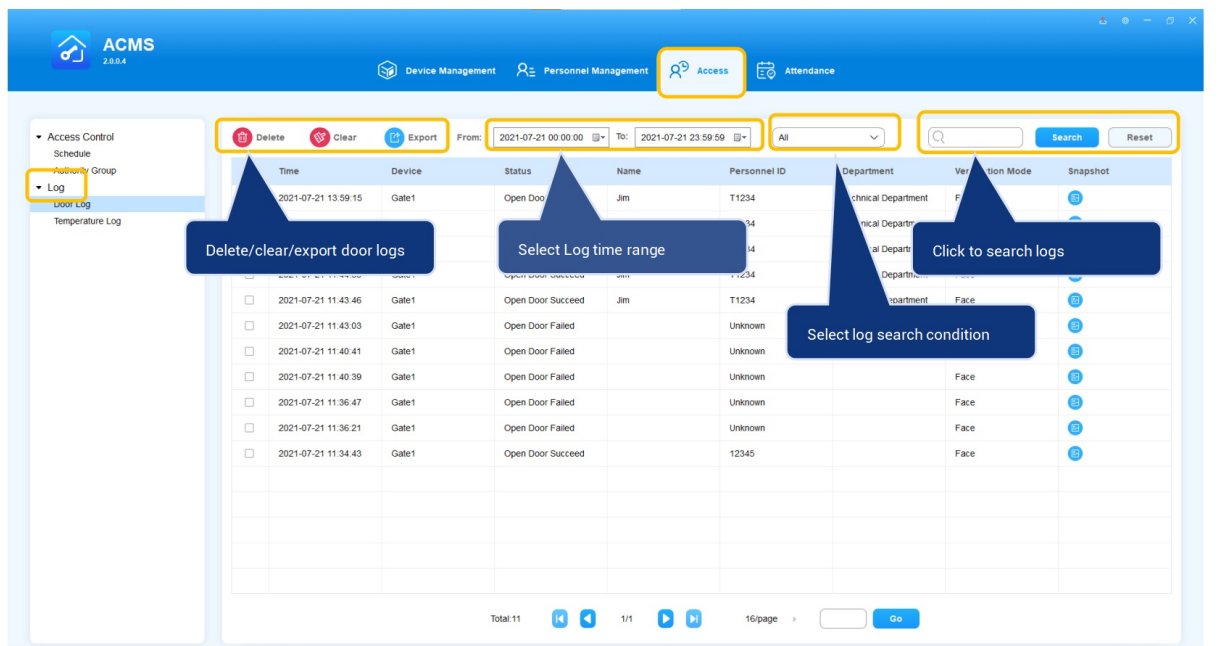 ACMS
2.0.0.4
Device Management Personnel Management Access Attendance
Access Control
Schedule
Authority Group
Log
Door Log
Temperature Log
Delete Clear Export From: 2021-07-21 00:00:00 To: 2021-07-21 23:59:59 All Search Reset
Time Device Status Name Personnel ID Department Mode Snapshot
2021-07-21 13:59:15 Gate1 Open Jim T1234 Department
Delete/clear/export door logs
Select Log time range
Click to search logs
Select log search condition
2021-07-21 11:43:46 Gate1 Open Door Succeed Jim T1234 Face
2021-07-21 11:43:03 Gate1 Open Door Failed Unknown
2021-07-21 11:40:41 Gate1 Open Door Failed Unknown
2021-07-21 11:40:39 Gate1 Open Door Failed Unknown Face
2021-07-21 11:36:47 Gate1 Open Door Failed Unknown Face
2021-07-21 11:36:21 Gate1 Open Door Failed Unknown Face
2021-07-21 11:34:43 Gate1 Open Door Succeed 12345 Face
Total:11 1/1 16/page Go